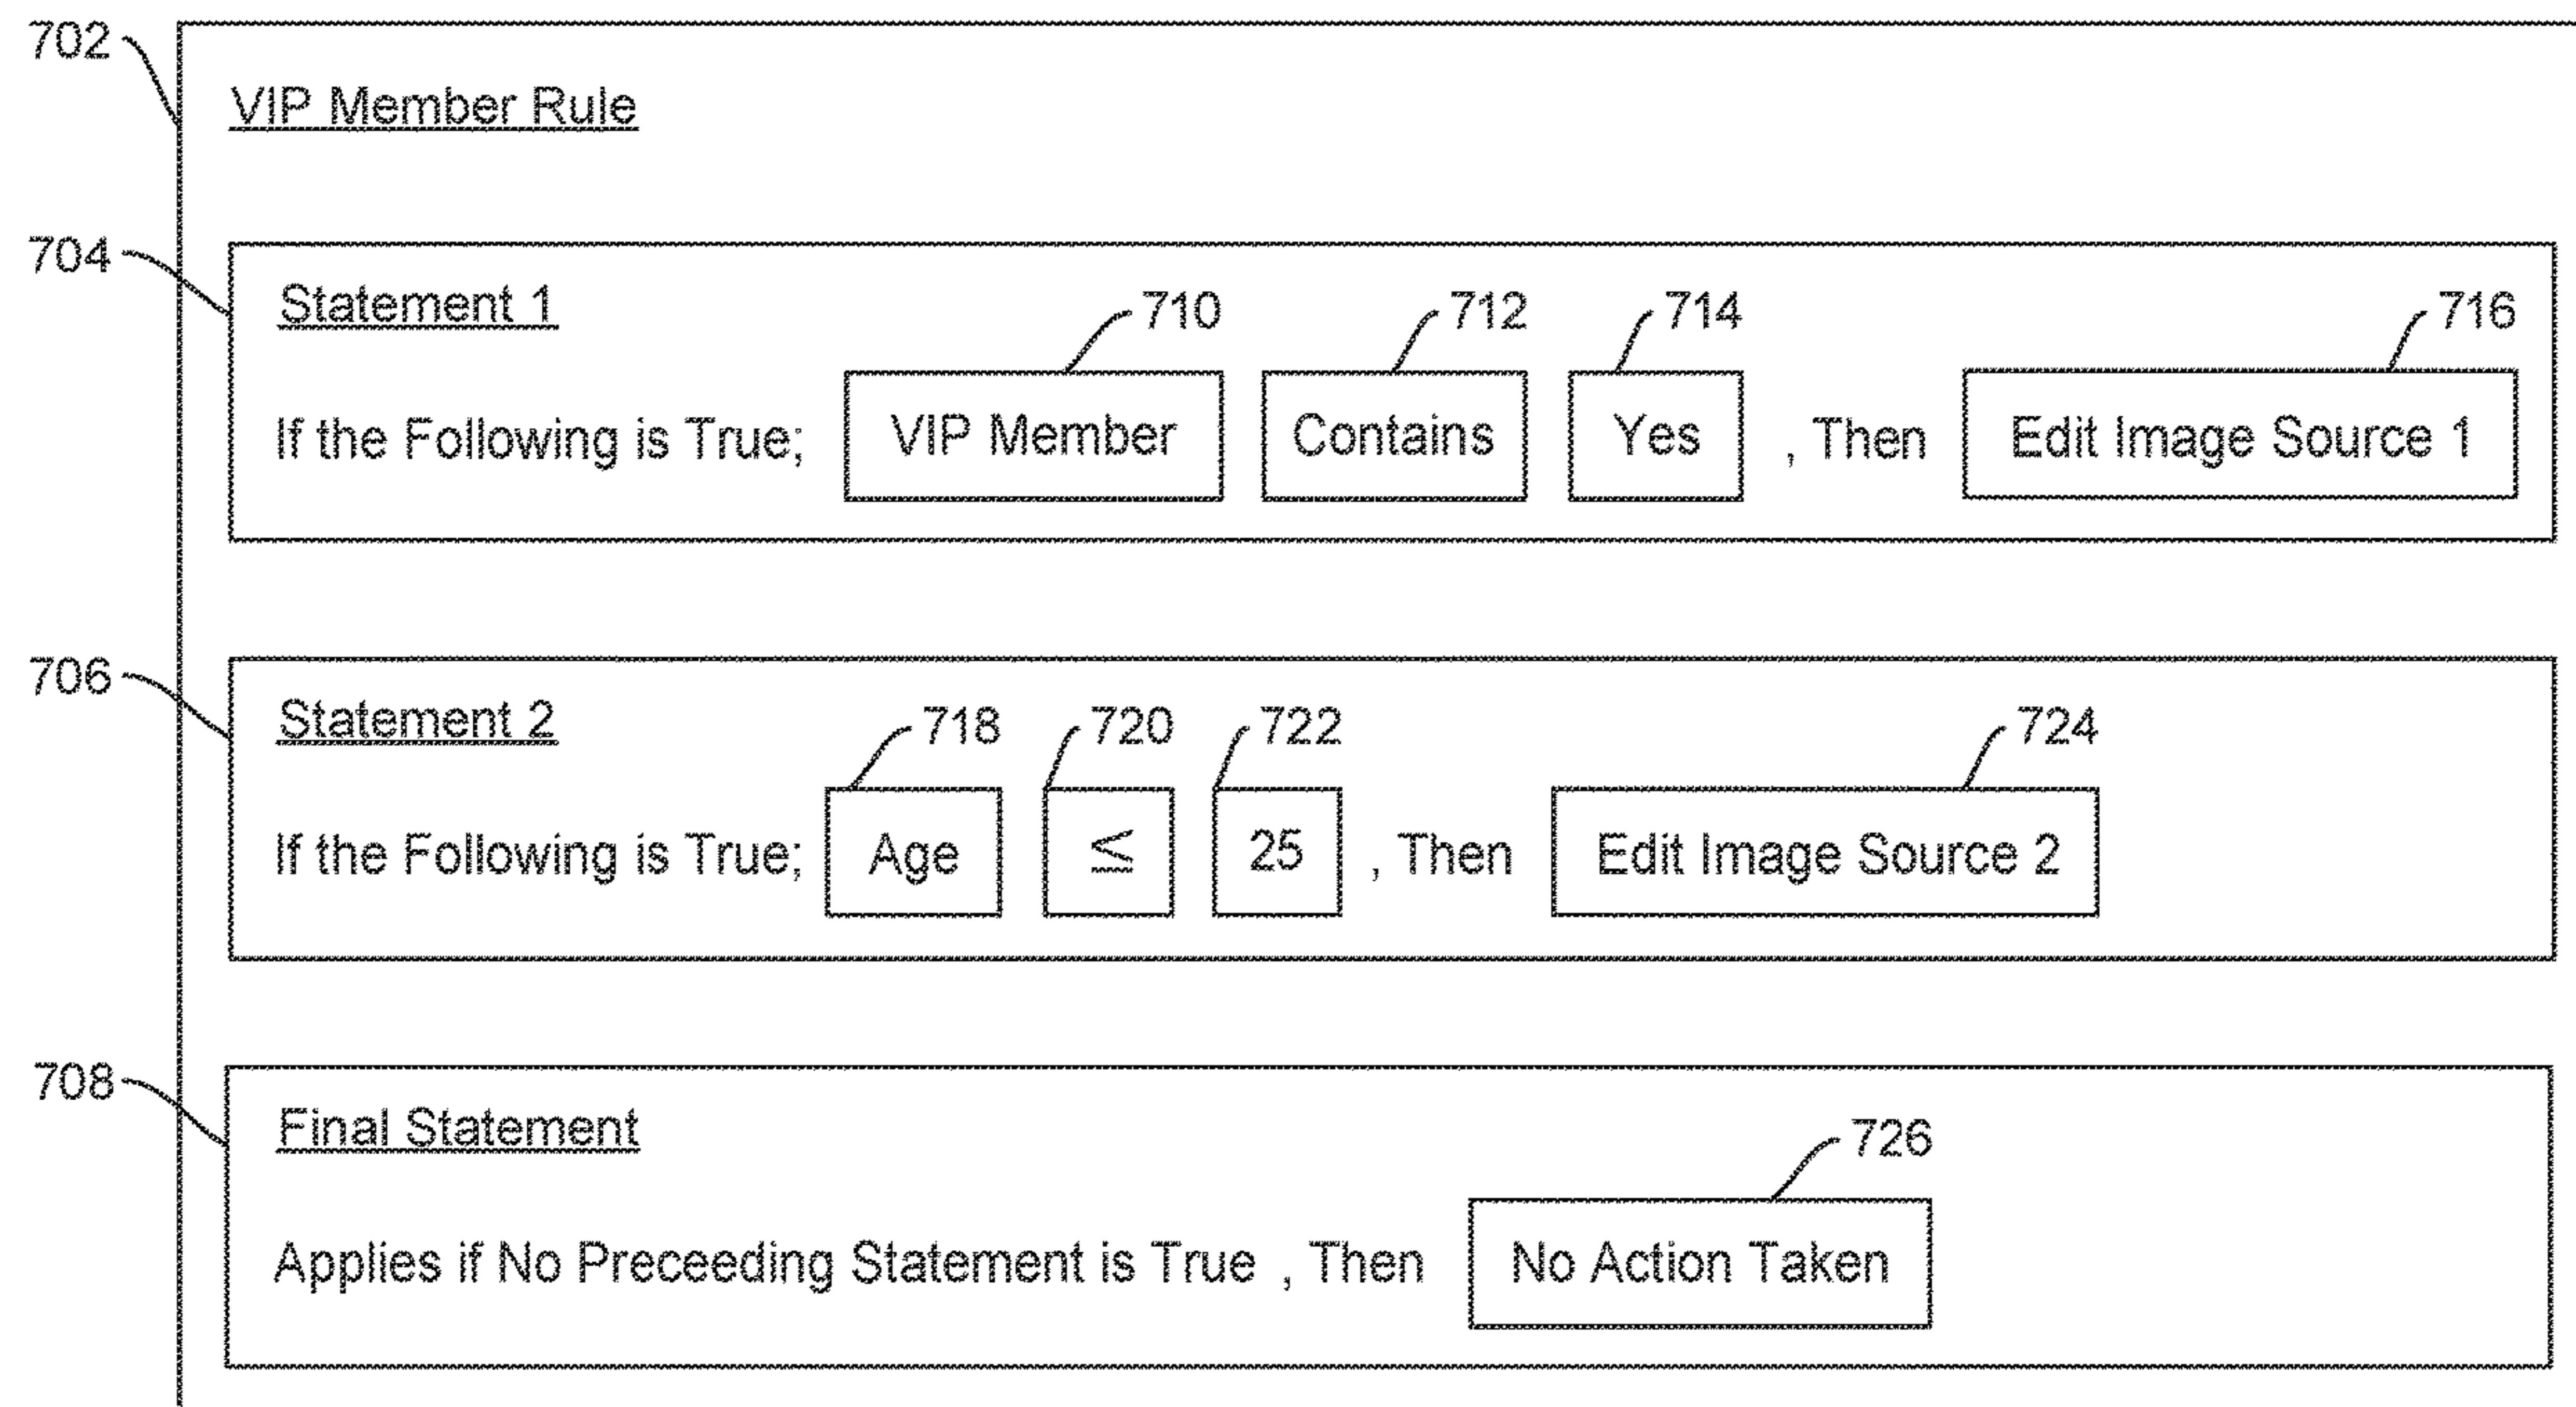 702
VIP Member Rule
704
Statement 1
710 712 714 716
If the Following is True; VIP Member Contains Yes , Then Edit Image Source 1
706
Statement 2
718 720 722 724
If the Following is True; Age ≤ 25 , Then Edit Image Source 2
708
Final Statement
726
Applies if No Preceeding Statement is True , Then No Action Taken